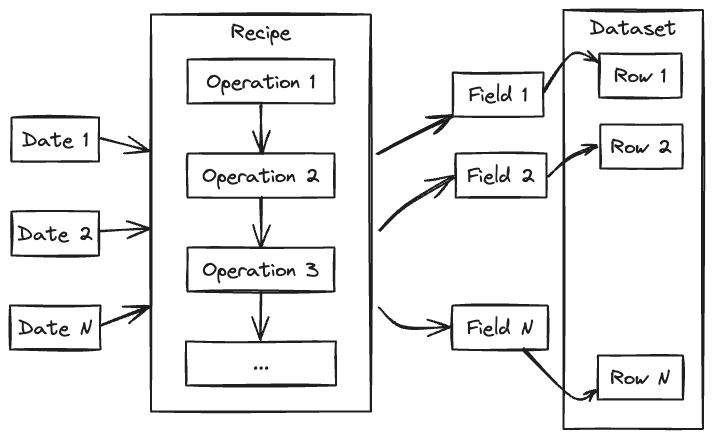 Date 1
Date 2
Date N
Recipe
Operation 1
Operation 2
Operation 3
...
Field 1
Field 2
Field N
Dataset
Row 1
Row 2
Row N